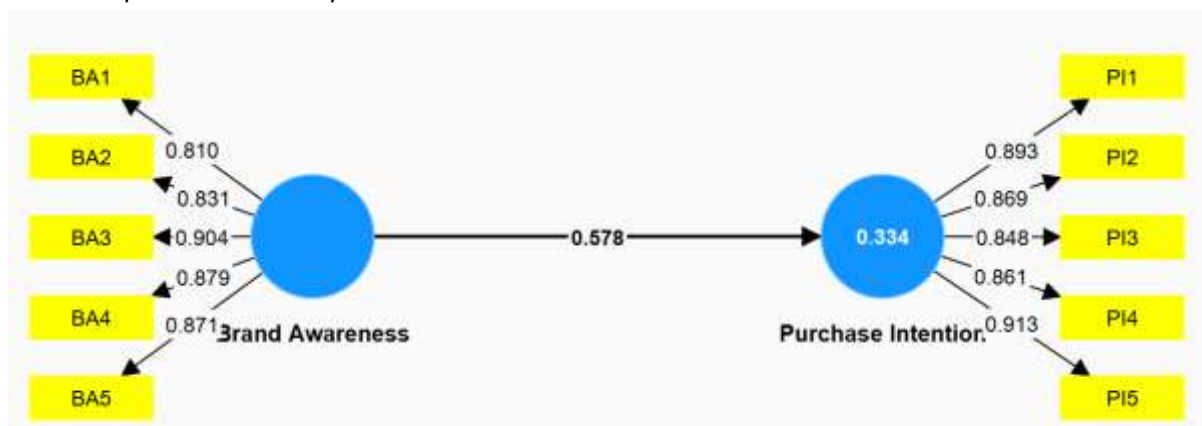 BA1
BA2
BA3
BA4
BA5
0.810
0.831
0.904
0.879
0.871
Brand Awareness
0.578
0.334
Purchase Intention
0.893
0.869
0.848
0.861
0.913
PI1
PI2
PI3
PI4
PI5